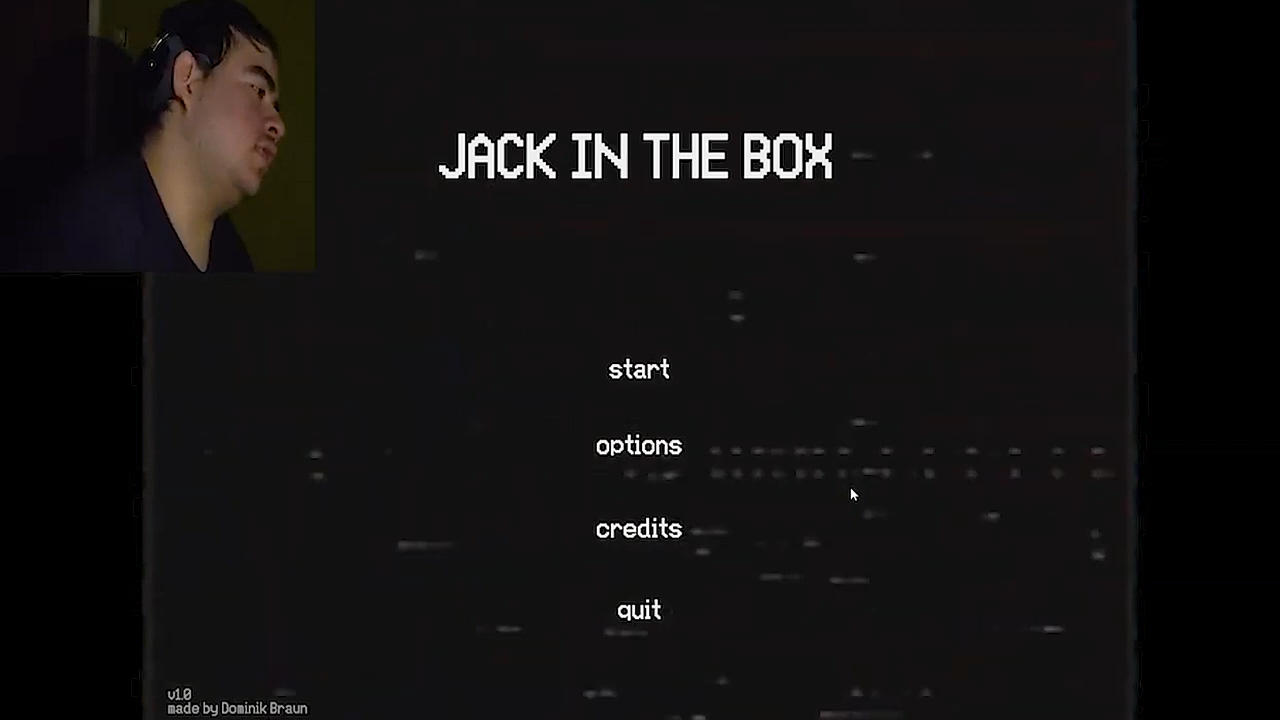 JACK IN THE BOX
start
options
credits
quit
v1.0
made by Dominik Braun